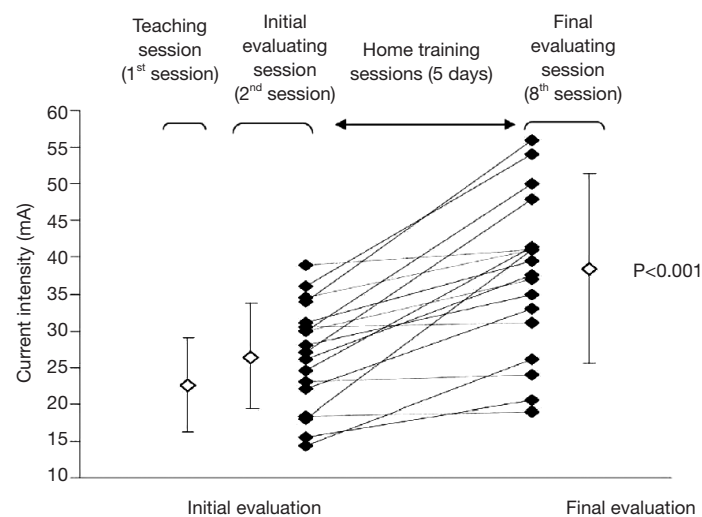 Teaching
session
(1st session)
Initial
evaluating
session
(2nd session)
Home training
sessions (5 days)
Final
evaluating
session
(8th session)
Current intensity (mA)
60
55
50
45
40
35
30
25
20
15
10
P<0.001
Initial evaluation
Final evaluation